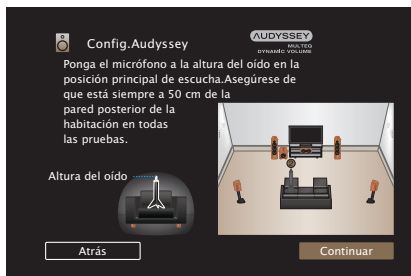 Config.Audyssey
AUDYSSEY
MULTEQ
DYNAMIC VOLUME
Ponga el micrófono a la altura del oído en la
posición principal de escucha.Asegúrese de
que está siempre a 50 cm de la
pared posterior de la
habitación en todas
las pruebas.
Altura del oído
Atrás
Continuar